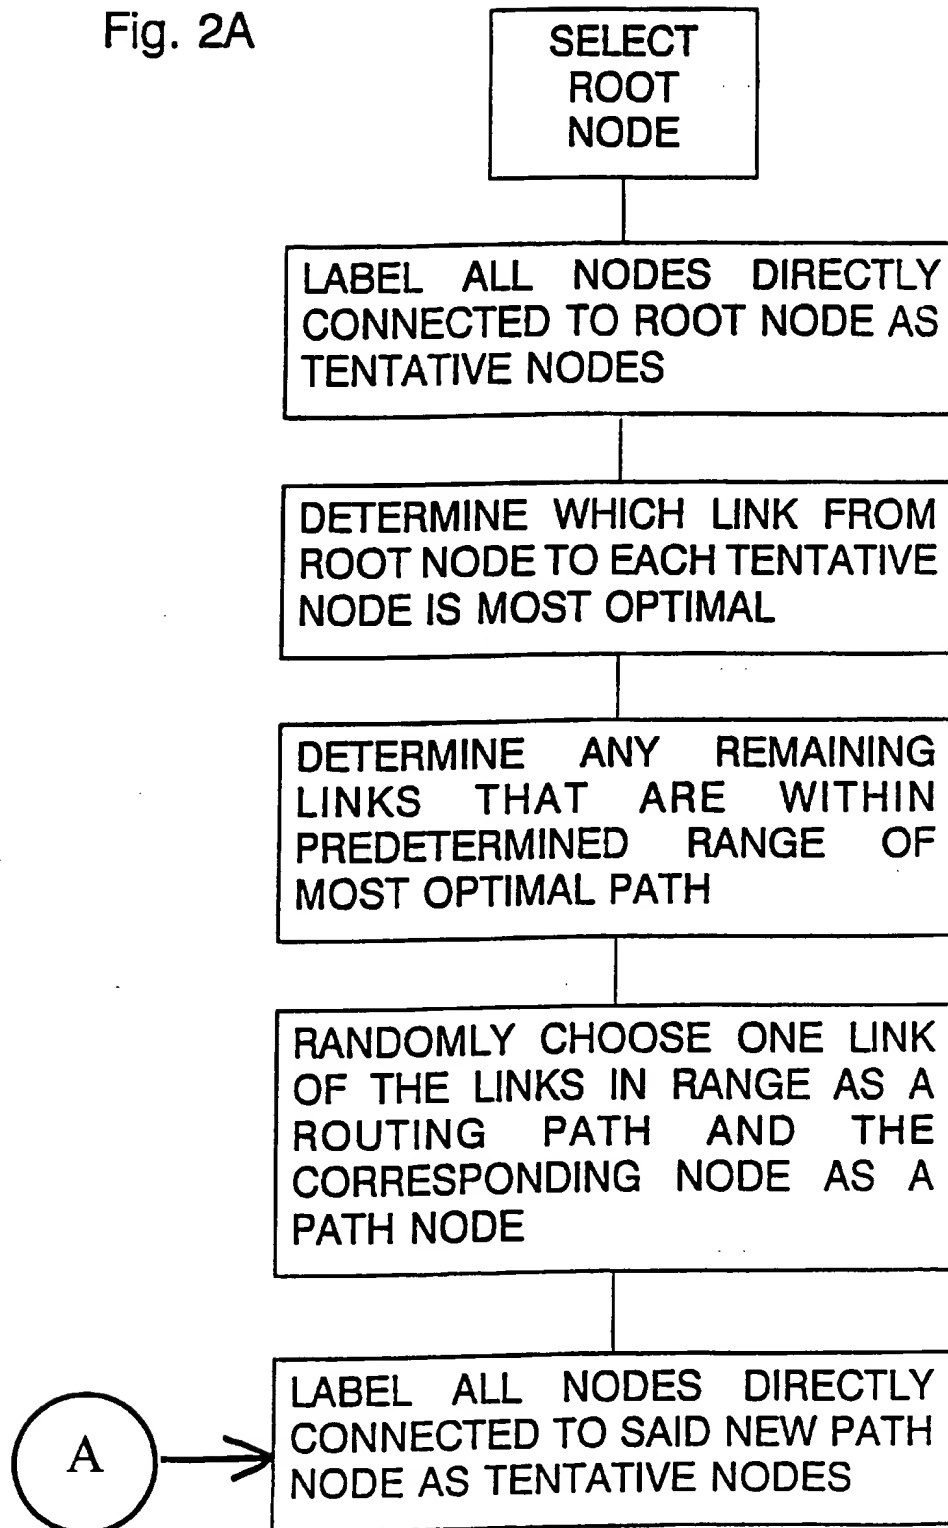 Fig. 2A
SELECT
ROOT
NODE
LABEL ALL NODES DIRECTLY
CONNECTED TO ROOT NODE AS
TENTATIVE NODES
DETERMINE WHICH LINK FROM
ROOT NODE TO EACH TENTATIVE
NODE IS MOST OPTIMAL
DETERMINE ANY REMAINING
LINKS THAT ARE WITHIN
PREDETERMINED RANGE OF
MOST OPTIMAL PATH
RANDOMLY CHOOSE ONE LINK
OF THE LINKS IN RANGE AS A
ROUTING PATH AND THE
CORRESPONDING NODE AS A
PATH NODE
LABEL ALL NODES DIRECTLY
CONNECTED TO SAID NEW PATH
NODE AS TENTATIVE NODES
A